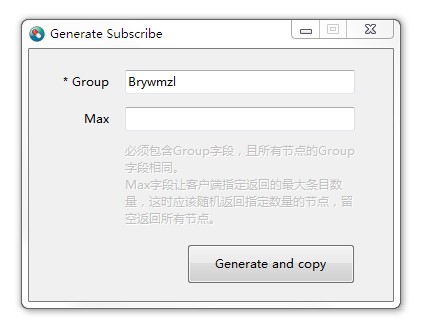 Generate Subscribe
* Group
Brywmzl
Max
必须包含Group字段，且所有节点的Group
字段相同。
Max字段让客户端指定返回的最大条目数
量，这时应该随机返回指定数量的节点，留
空返回所有节点。
Generate and copy